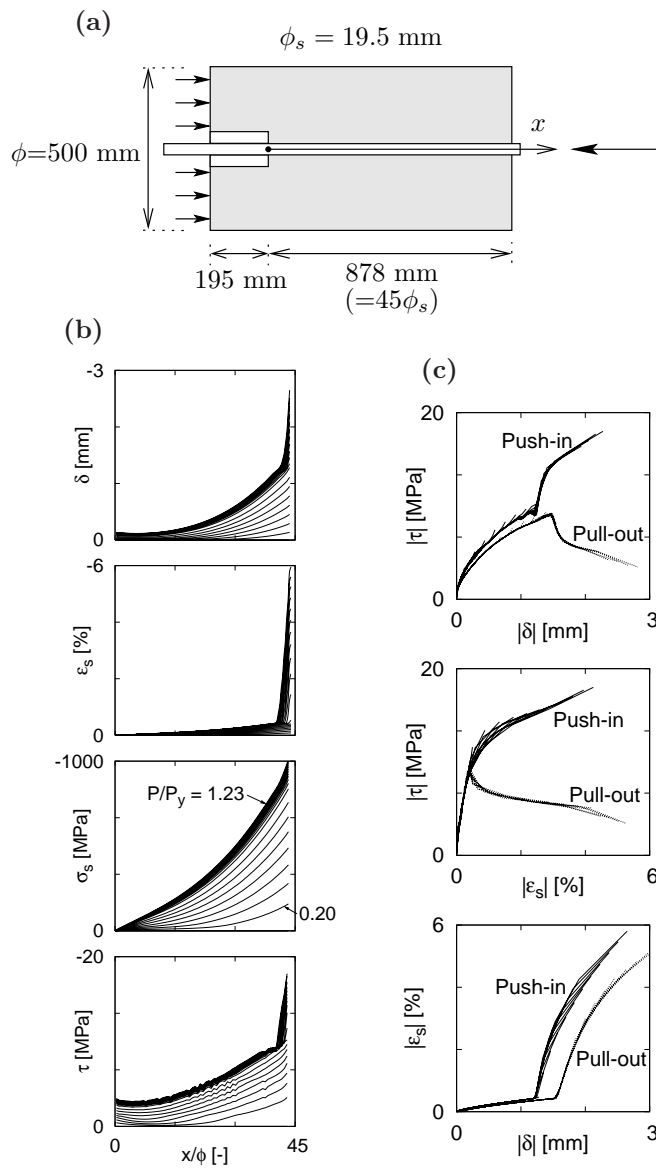 (a)
ϕs = 19.5 mm
x
ϕ=500 mm
195 mm
878 mm
(=45ϕs)
(b)
-3
δ [mm]
0
-6
εs [%]
0
-1000
P/Py = 1.23
σs [MPa]
0.20
0
-20
τ [MPa]
0
0
x/ϕ [-]
45
(c)
20
Push-in
|τ| [MPa]
Pull-out
0
0
|δ| [mm]
3
20
Push-in
|τ| [MPa]
Pull-out
0
0
|εs| [%]
6
6
Push-in
|εs| [%]
Pull-out
0
0
|δ| [mm]
3